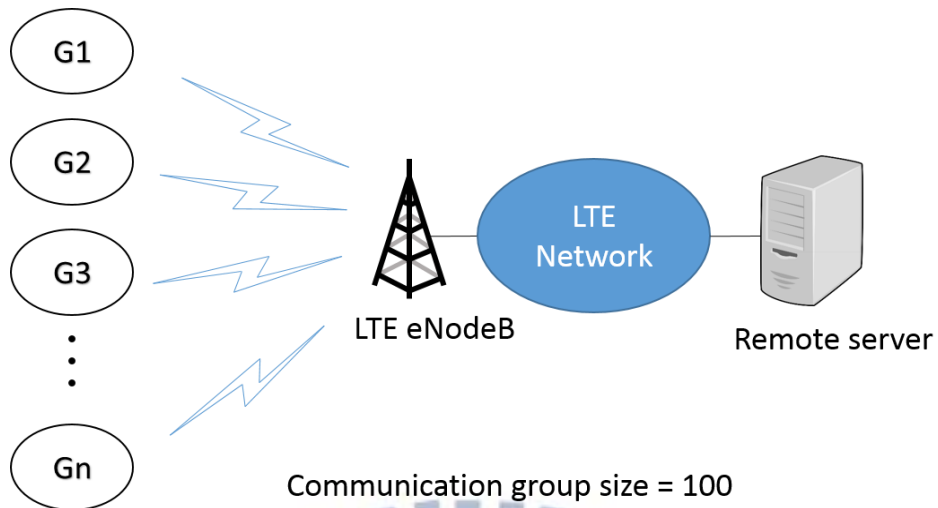 G1
G2
G3
Gn
LTE
Network
LTE eNodeB
Remote server
Communication group size = 100